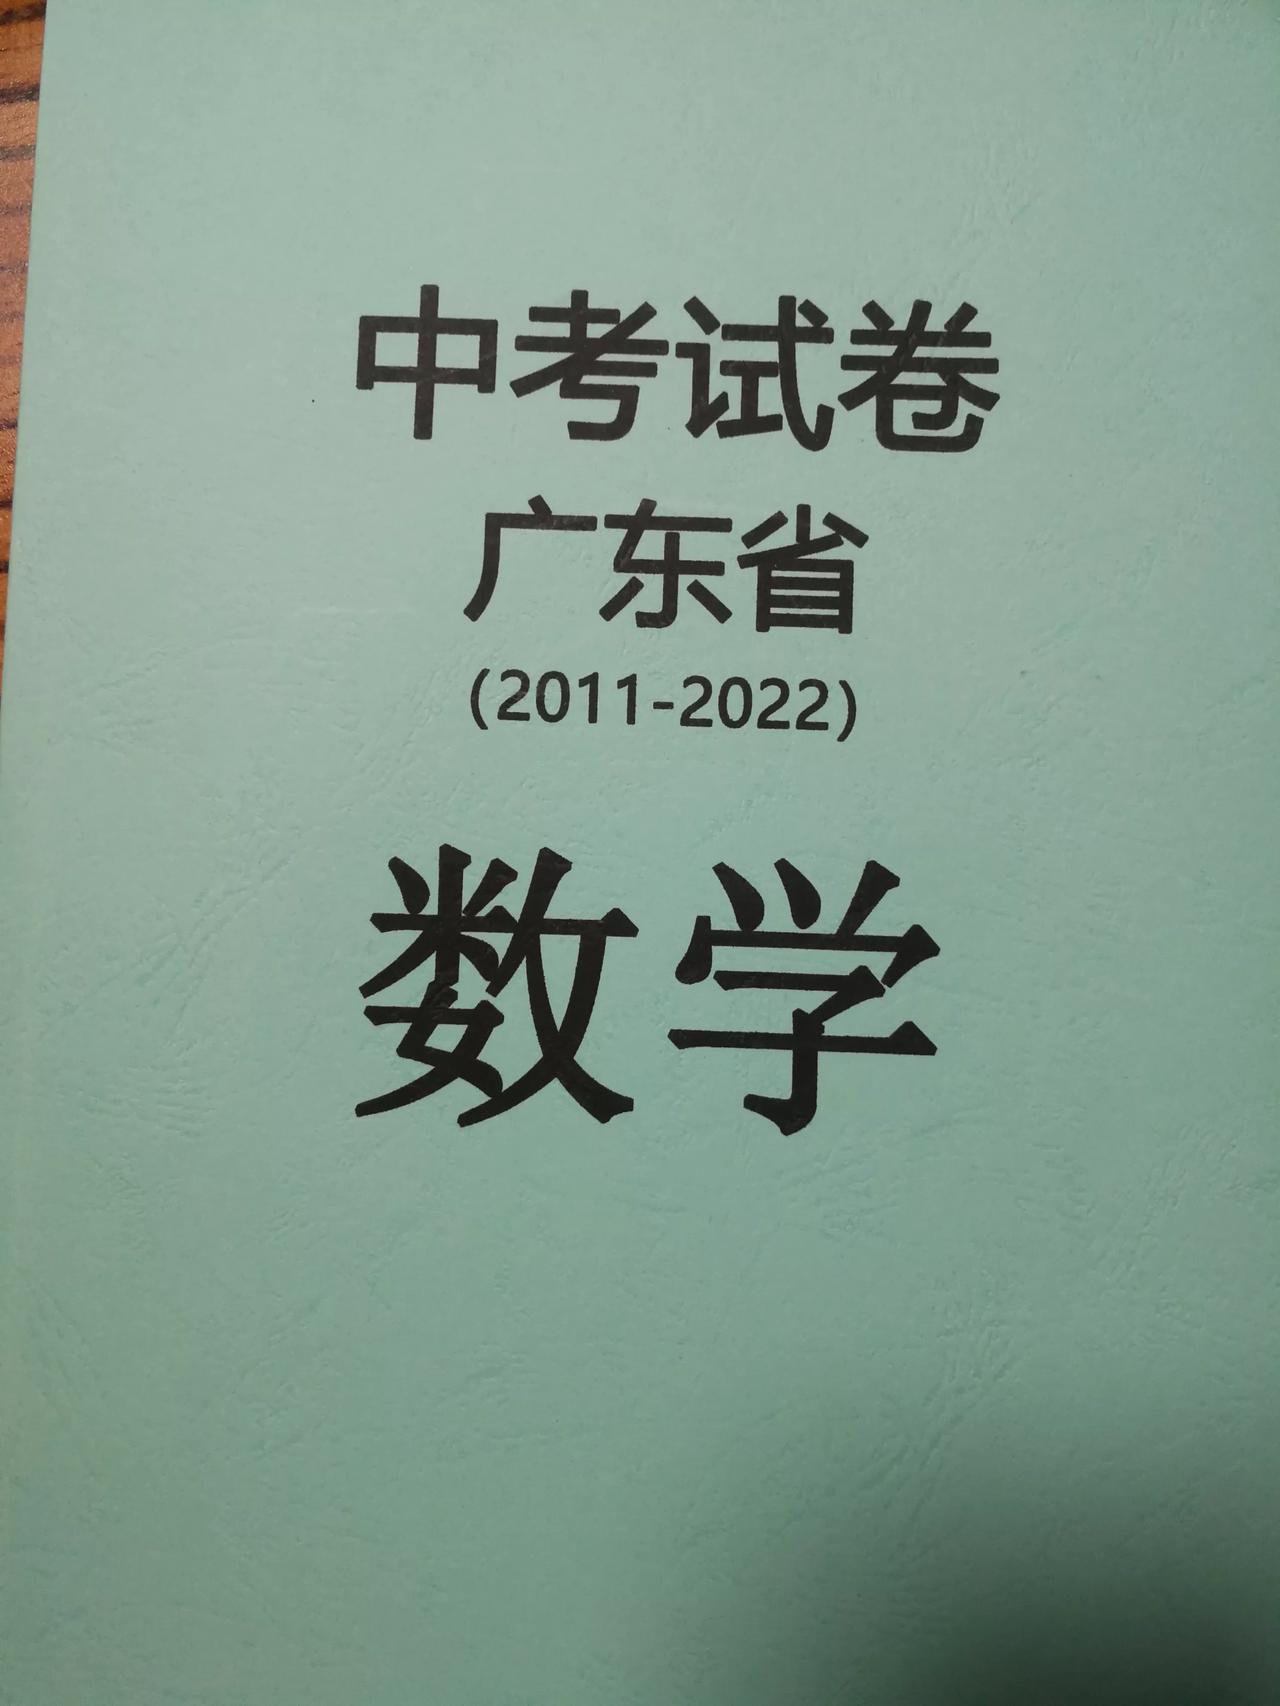 中考试卷
广东省
(2011-2022)
数学